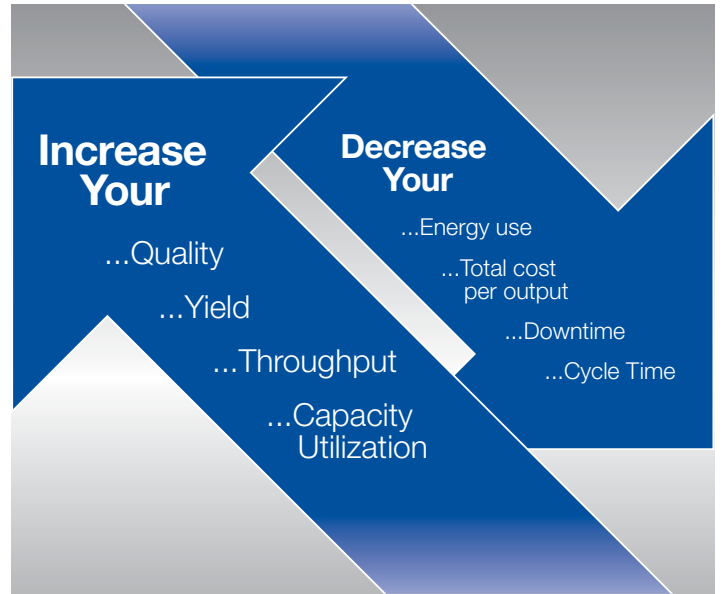 Increase
Your
...Quality
...Yield
...Throughput
...Capacity
Utilization
Decrease
Your
...Energy use
...Total cost
per output
...Downtime
...Cycle Time